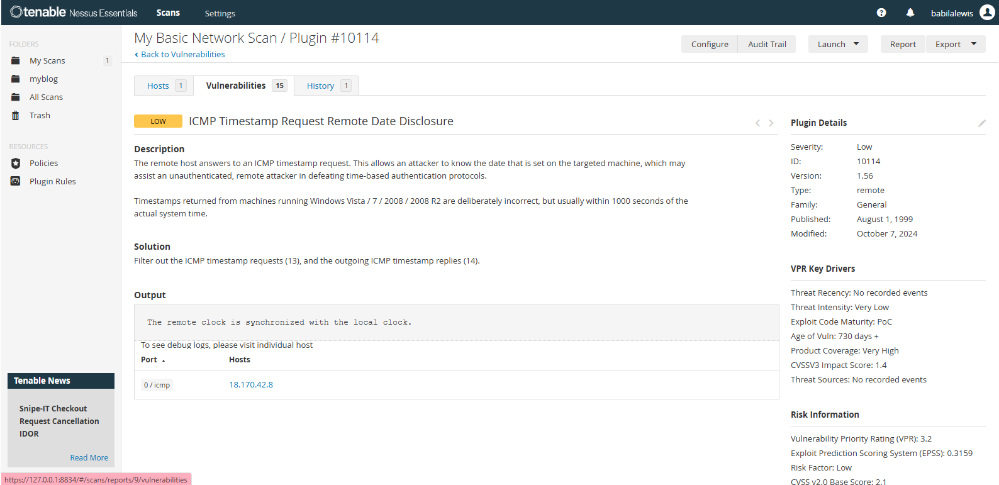 tenable Nessus Essentials Scans Settings babilalewis
FOLDERS
My Scans 1
myblog
All Scans
Trash
RESOURCES
Policies
Plugin Rules
Tenable News
Snipe-IT Checkout
Request Cancellation
IDOR
Read More
https://127.0.0.1:8834/#/scans/reports/9/vulnerabilities
My Basic Network Scan / Plugin #10114
‹ Back to Vulnerabilities
Configure Audit Trail Launch Report Export
Hosts 1 Vulnerabilities 15 History 1
LOW ICMP Timestamp Request Remote Date Disclosure
Description
The remote host answers to an ICMP timestamp request. This allows an attacker to know the date that is set on the targeted machine, which may
assist an unauthenticated, remote attacker in defeating time-based authentication protocols.
Timestamps returned from machines running Windows Vista / 7 / 2008 / 2008 R2 are deliberately incorrect, but usually within 1000 seconds of the
actual system time.
Solution
Filter out the ICMP timestamp requests (13), and the outgoing ICMP timestamp replies (14).
Output
The remote clock is synchronized with the local clock.
To see debug logs, please visit individual host
Port Hosts
0 / icmp 18.170.42.8
Plugin Details
Severity: Low
ID: 10114
Version: 1.56
Type: remote
Family: General
Published: August 1, 1999
Modified: October 7, 2024
VPR Key Drivers
Threat Recency: No recorded events
Threat Intensity: Very Low
Exploit Code Maturity: PoC
Age of Vuln: 730 days +
Product Coverage: Very High
CVSSV3 Impact Score: 1.4
Threat Sources: No recorded events
Risk Information
Vulnerability Priority Rating (VPR): 3.2
Exploit Prediction Scoring System (EPSS): 0.3159
Risk Factor: Low
CVSS v2.0 Base Score: 2.1